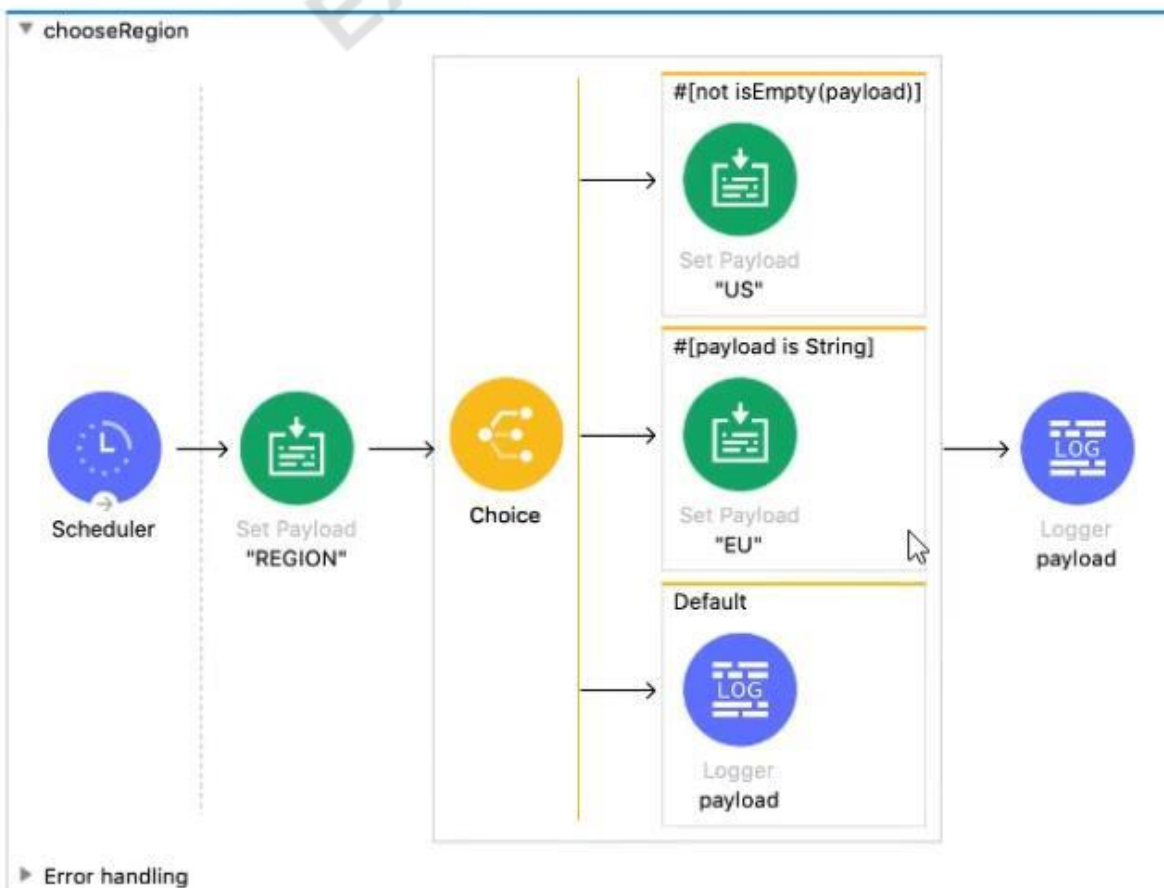 chooseRegion
#[not isEmpty(payload)]
Set Payload
"US"
#[payload is String]
Set Payload
"EU"
Default
LOG
Logger
payload
Scheduler
Set Payload
"REGION"
Choice
LOG
Logger
payload
Error handling